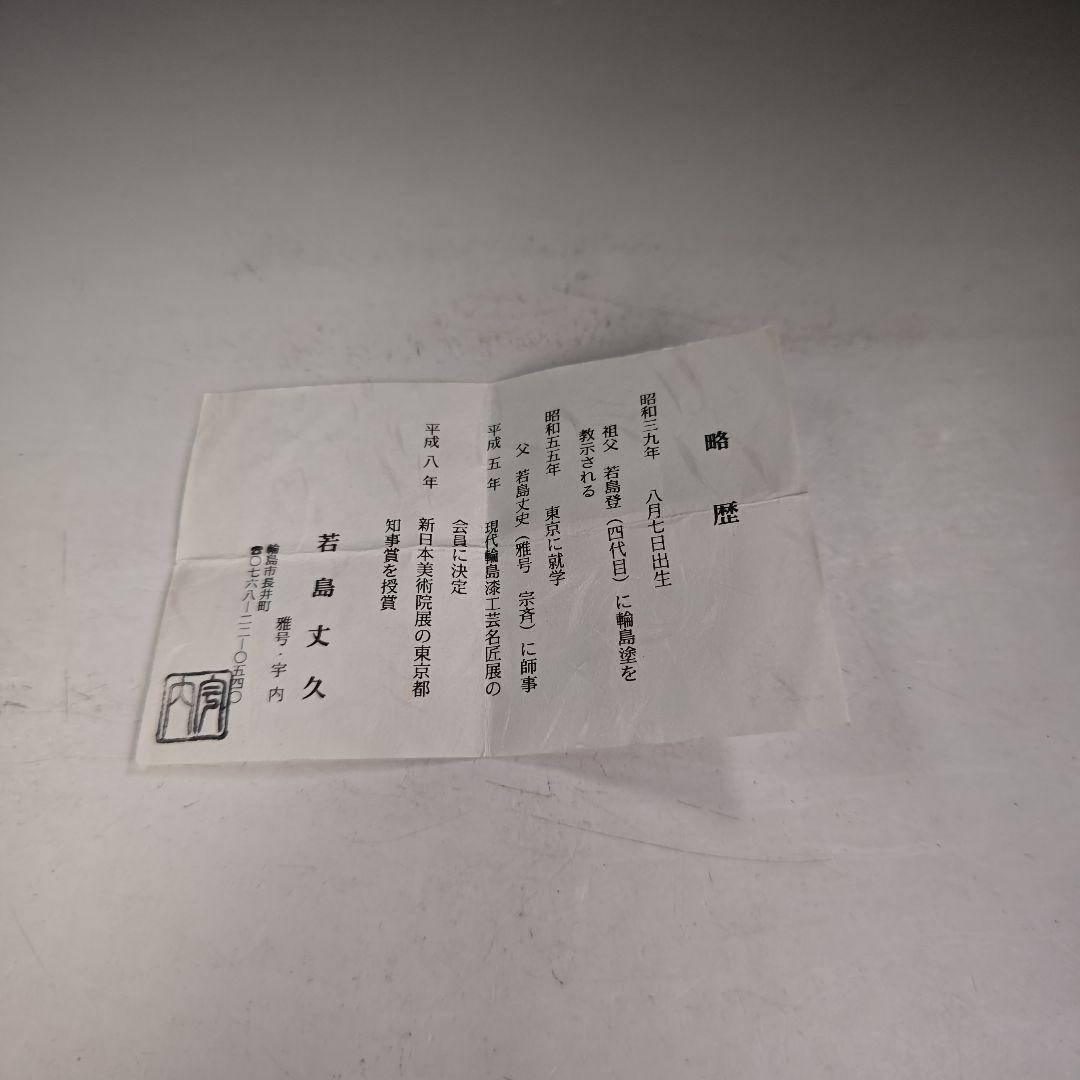 略歴
昭和三九年 八月七日出生
祖父 若島登（四代目）に輪島塗を
教示される
昭和五五年 東京に就学
父 若島丈史（雅号 宗斉）に師事
平成五年 現代輪島漆工芸名匠展の
会員に決定
平成八年 新日本美術院展の東京都
知事賞を授賞
若島丈久
雅号・宇内
輪島市長井町
☎〇七六八―二二―〇五四〇
宇内